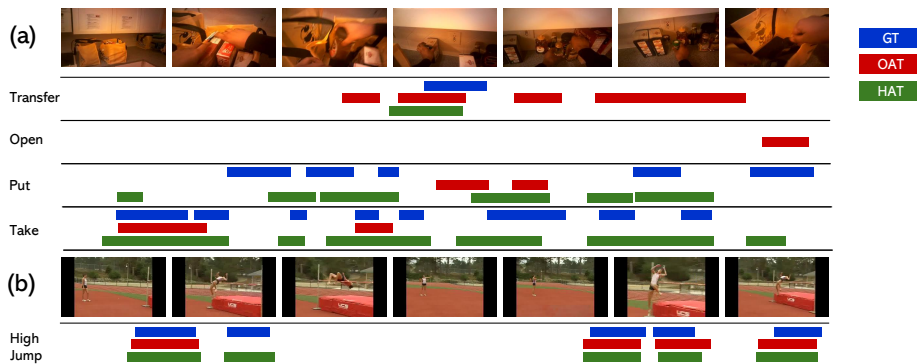 (a)
GT
OAT
HAT
Transfer
Open
Put
Take
(b)
High
Jump